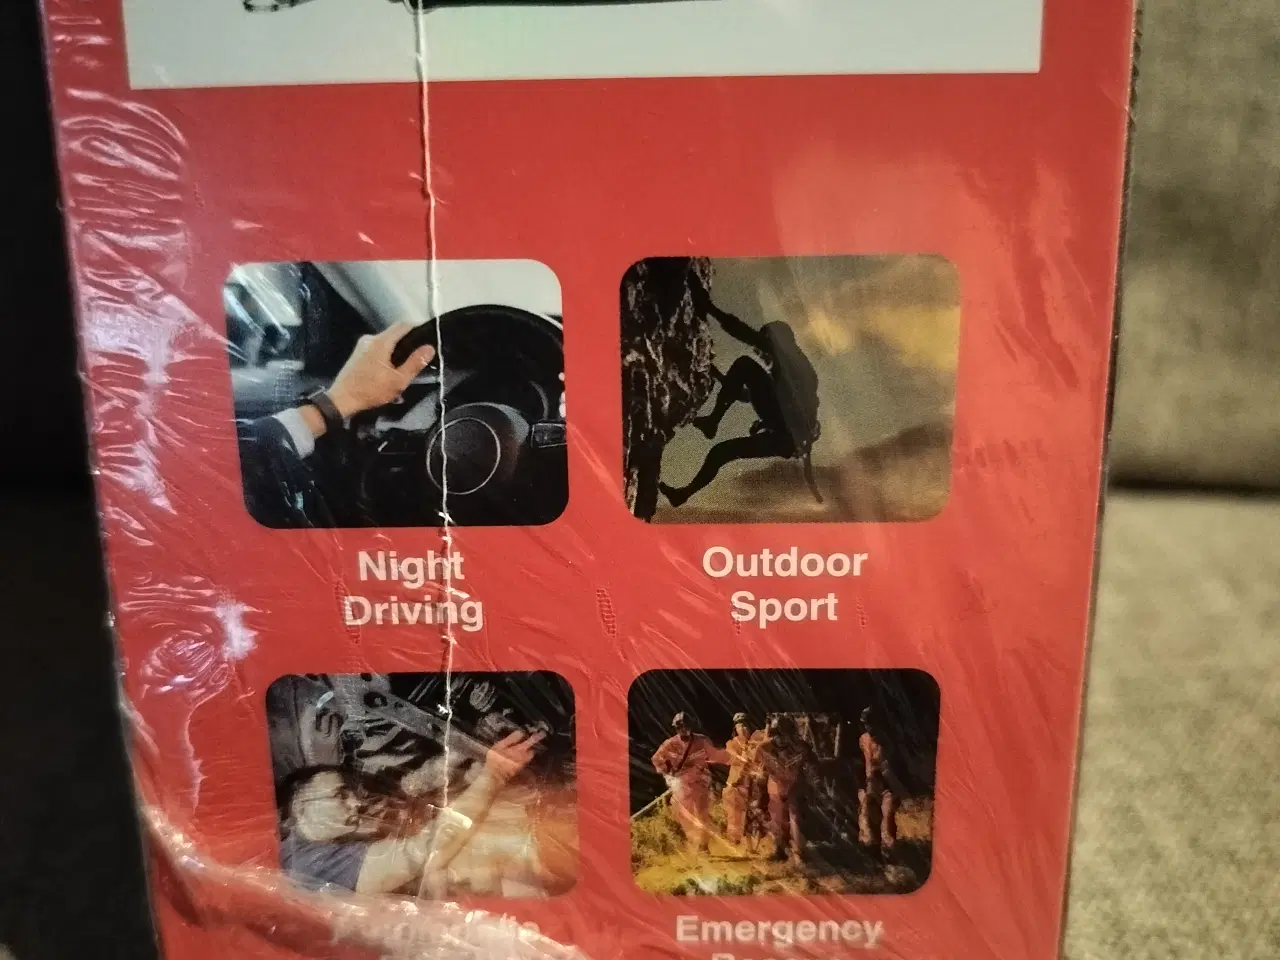 Night
Driving
Outdoor
Sport
Emergency